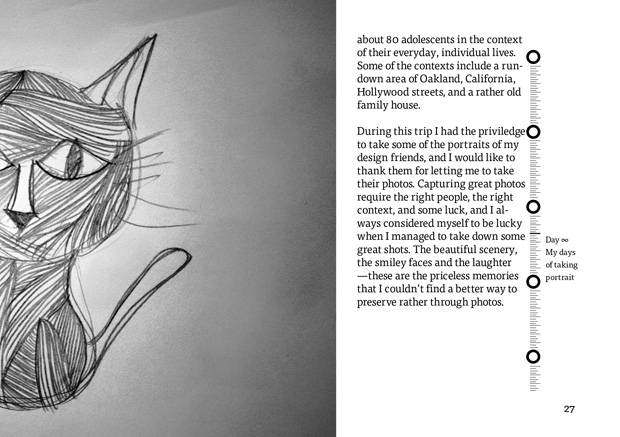 about 80 adolescents in the context
of their everyday, individual lives.
Some of the contexts include a run-
down area of Oakland, California,
Hollywood streets, and a rather old
family house.
During this trip I had the priviledge
to take some of the portraits of my
design friends, and I would like to
thank them for letting me to take
their photos. Capturing great photos
require the right people, the right
context, and some luck, and I al-
ways considered myself to be lucky
when I managed to take down some
great shots. The beautiful scenery,
the smiley faces and the laughter
—these are the priceless memories
that I couldn't find a better way to
preserve rather through photos.
Day ∞
My days
of taking
portrait
27